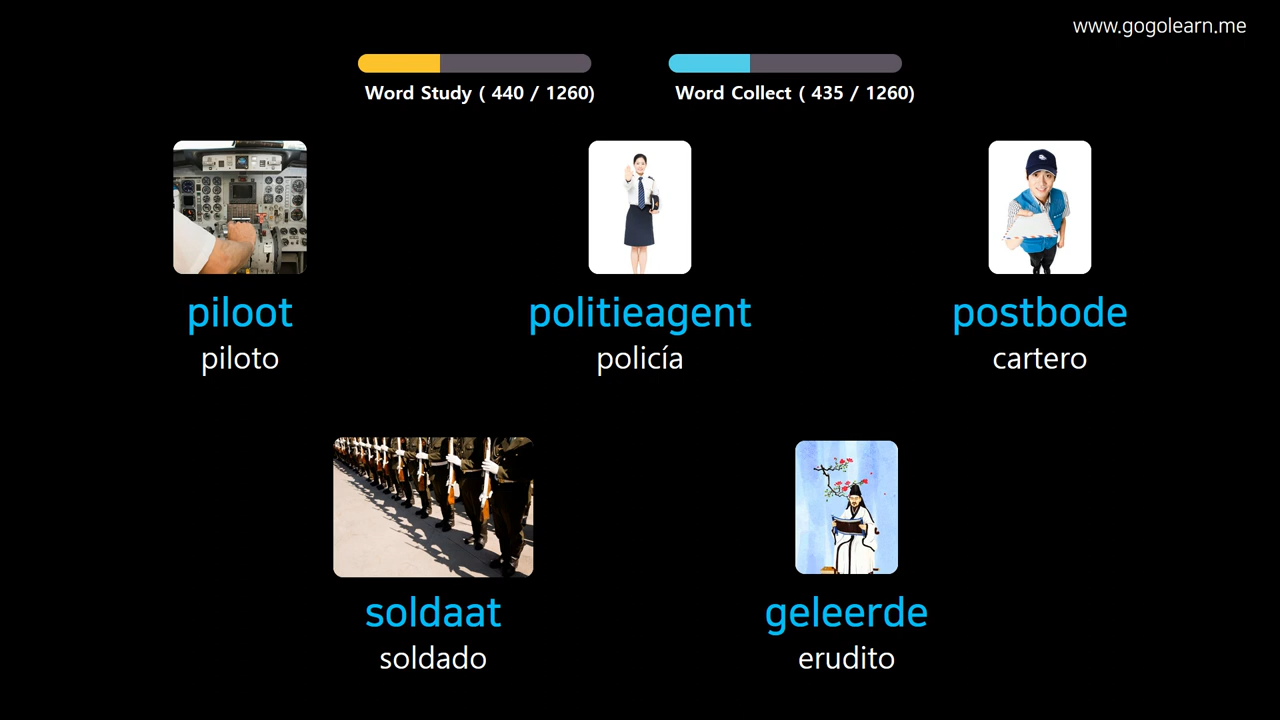 www.gogolearn.me
Word Study ( 440 / 1260)
Word Collect ( 435 / 1260)
piloot
piloto
politieagent
policía
postbode
cartero
soldaat
soldado
geleerde
erudito